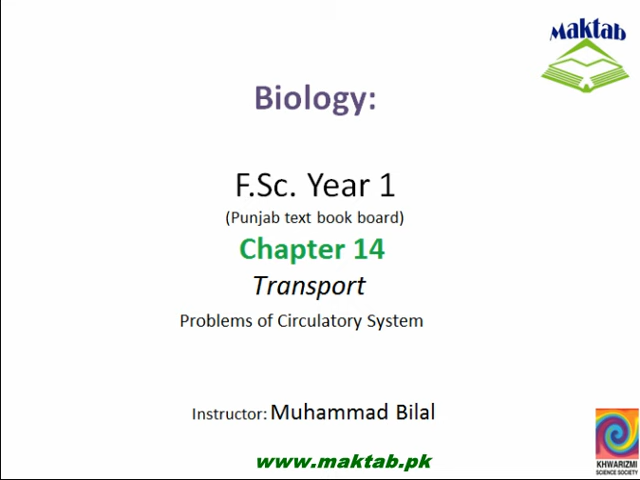 Maktab
Biology:
F.Sc. Year 1
(Punjab text book board)
Chapter 14
Transport
Problems of Circulatory System
Instructor: Muhammad Bilal
www.maktab.pk
KHWARIZMI
SCIENCE SOCIETY